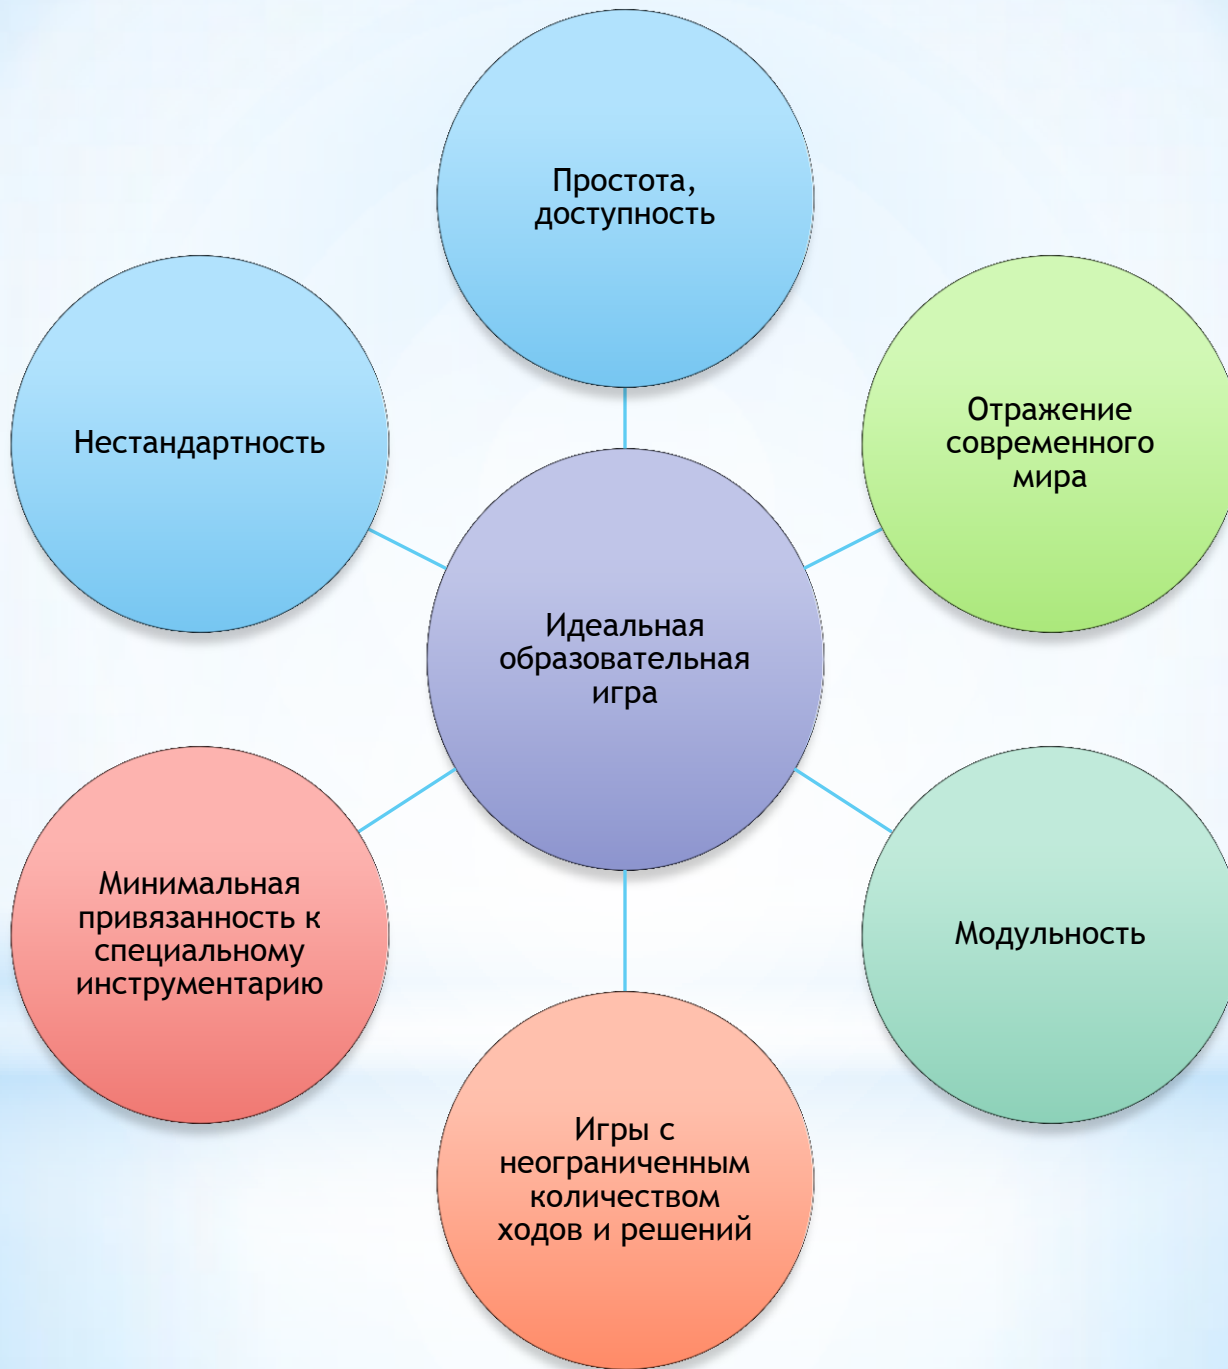 Простота,
доступность
Нестандартность
Отражение
современного
мира
Идеальная
образовательная
игра
Минимальная
привязанность к
специальному
инструментарию
Модульность
Игры с
неограниченным
количеством
ходов и решений